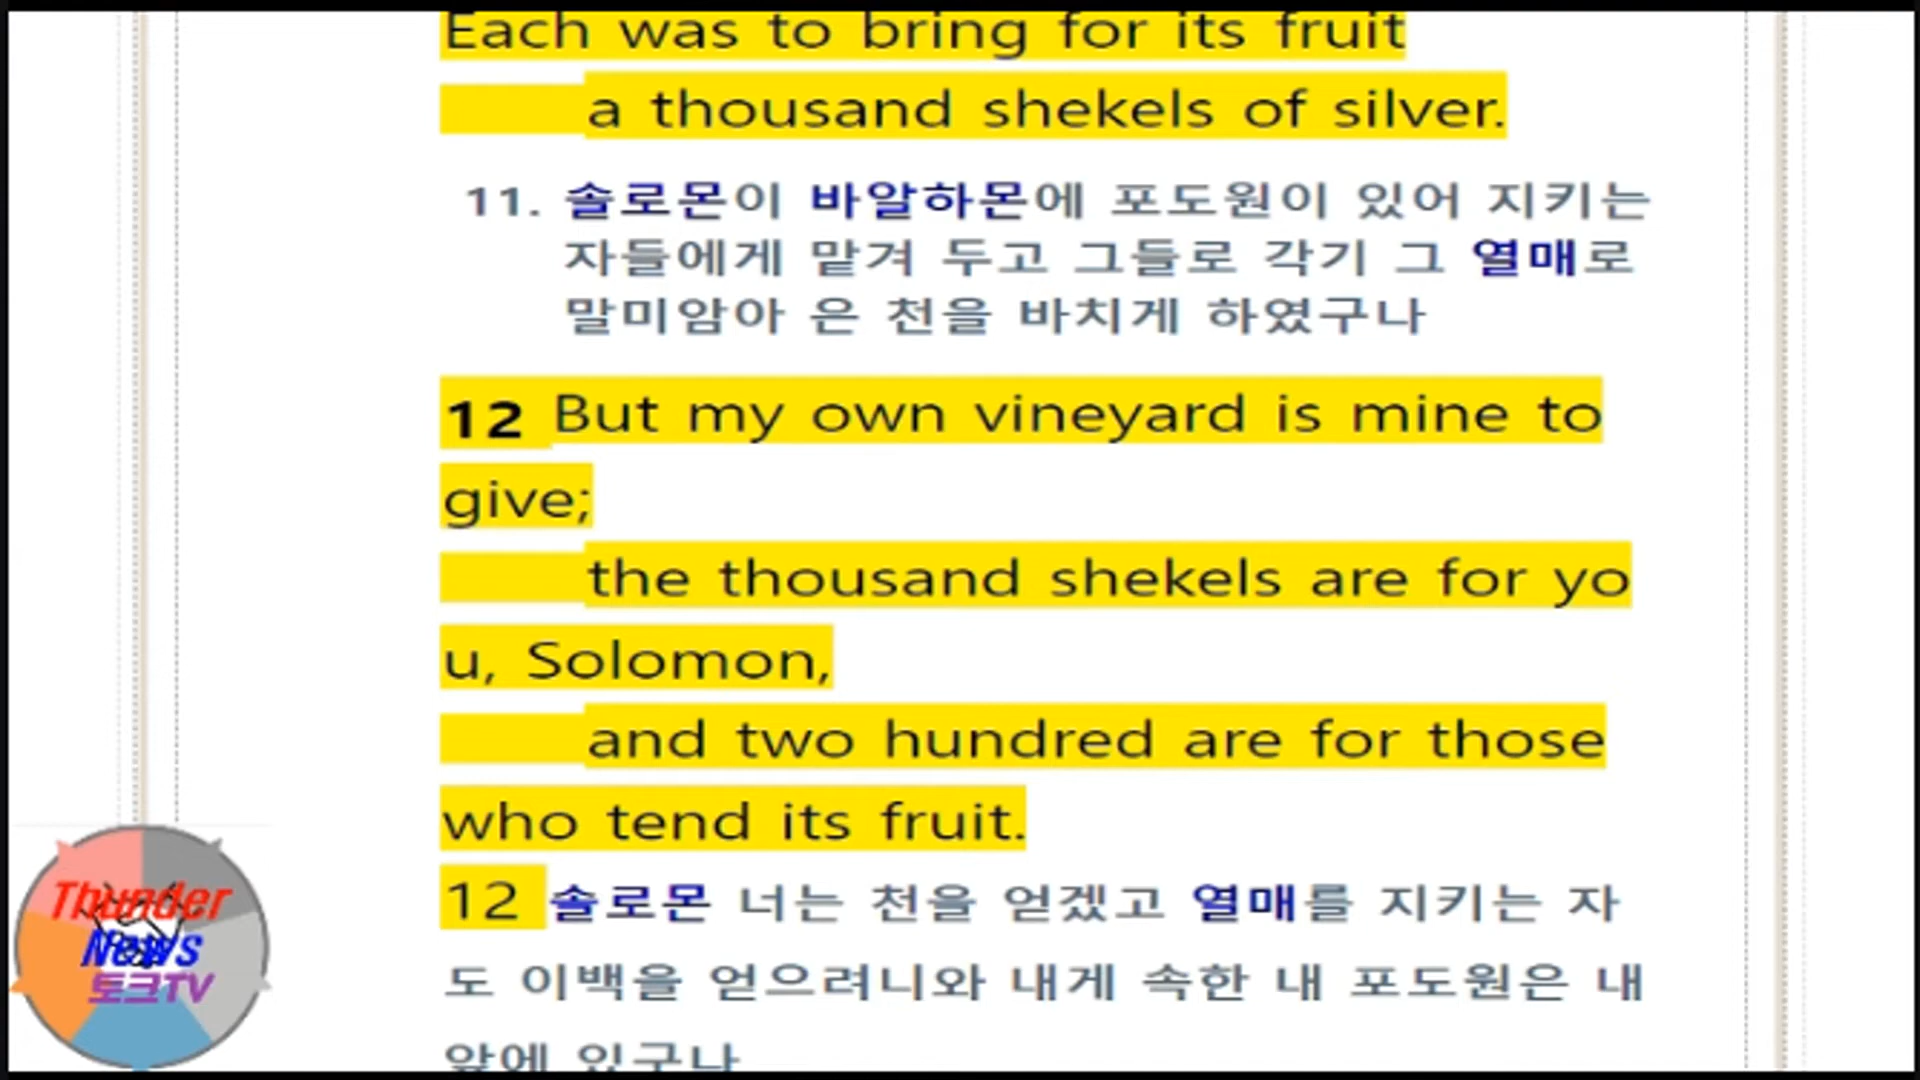 Each was to bring for its fruit
a thousand shekels of silver.
11. 솔로몬이 바알하몬에 포도원이 있어 지키는
자들에게 맡겨 두고 그들로 각기 그 열매로
말미암아 은 천을 바치게 하였구나
12 But my own vineyard is mine to
give;
the thousand shekels are for yo
u, Solomon,
and two hundred are for those
who tend its fruit.
12 솔로몬 너는 천을 얻겠고 열매를 지키는 자
도 이백을 얻으려니와 내게 속한 내 포도원은 내
앞에 있구나
Thunder
News
토크TV